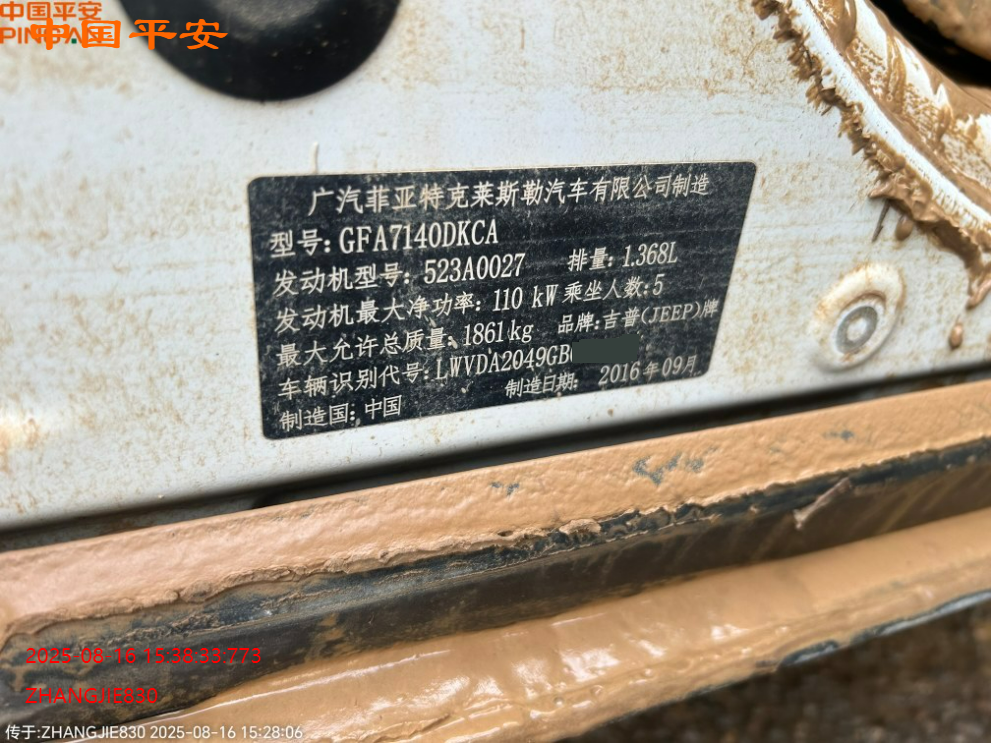 中国平安
PING AN
中国平安
广汽菲亚特克莱斯勒汽车有限公司制造
型号: GFA7140DKCA
发动机型号: 523A0027 排量: 1.368L
发动机最大净功率: 110 kW 乘坐人数: 5
最大允许总质量: 1861kg 品牌: 吉普(JEEP)牌
车辆识别代号: LWVDA2049GB
制造国: 中国 制造日期: 2016年09月
2025-08-16 15:38:33:773
ZHANGJIE830
传于:ZHANGJIE830 2025-08-16 15:28:06